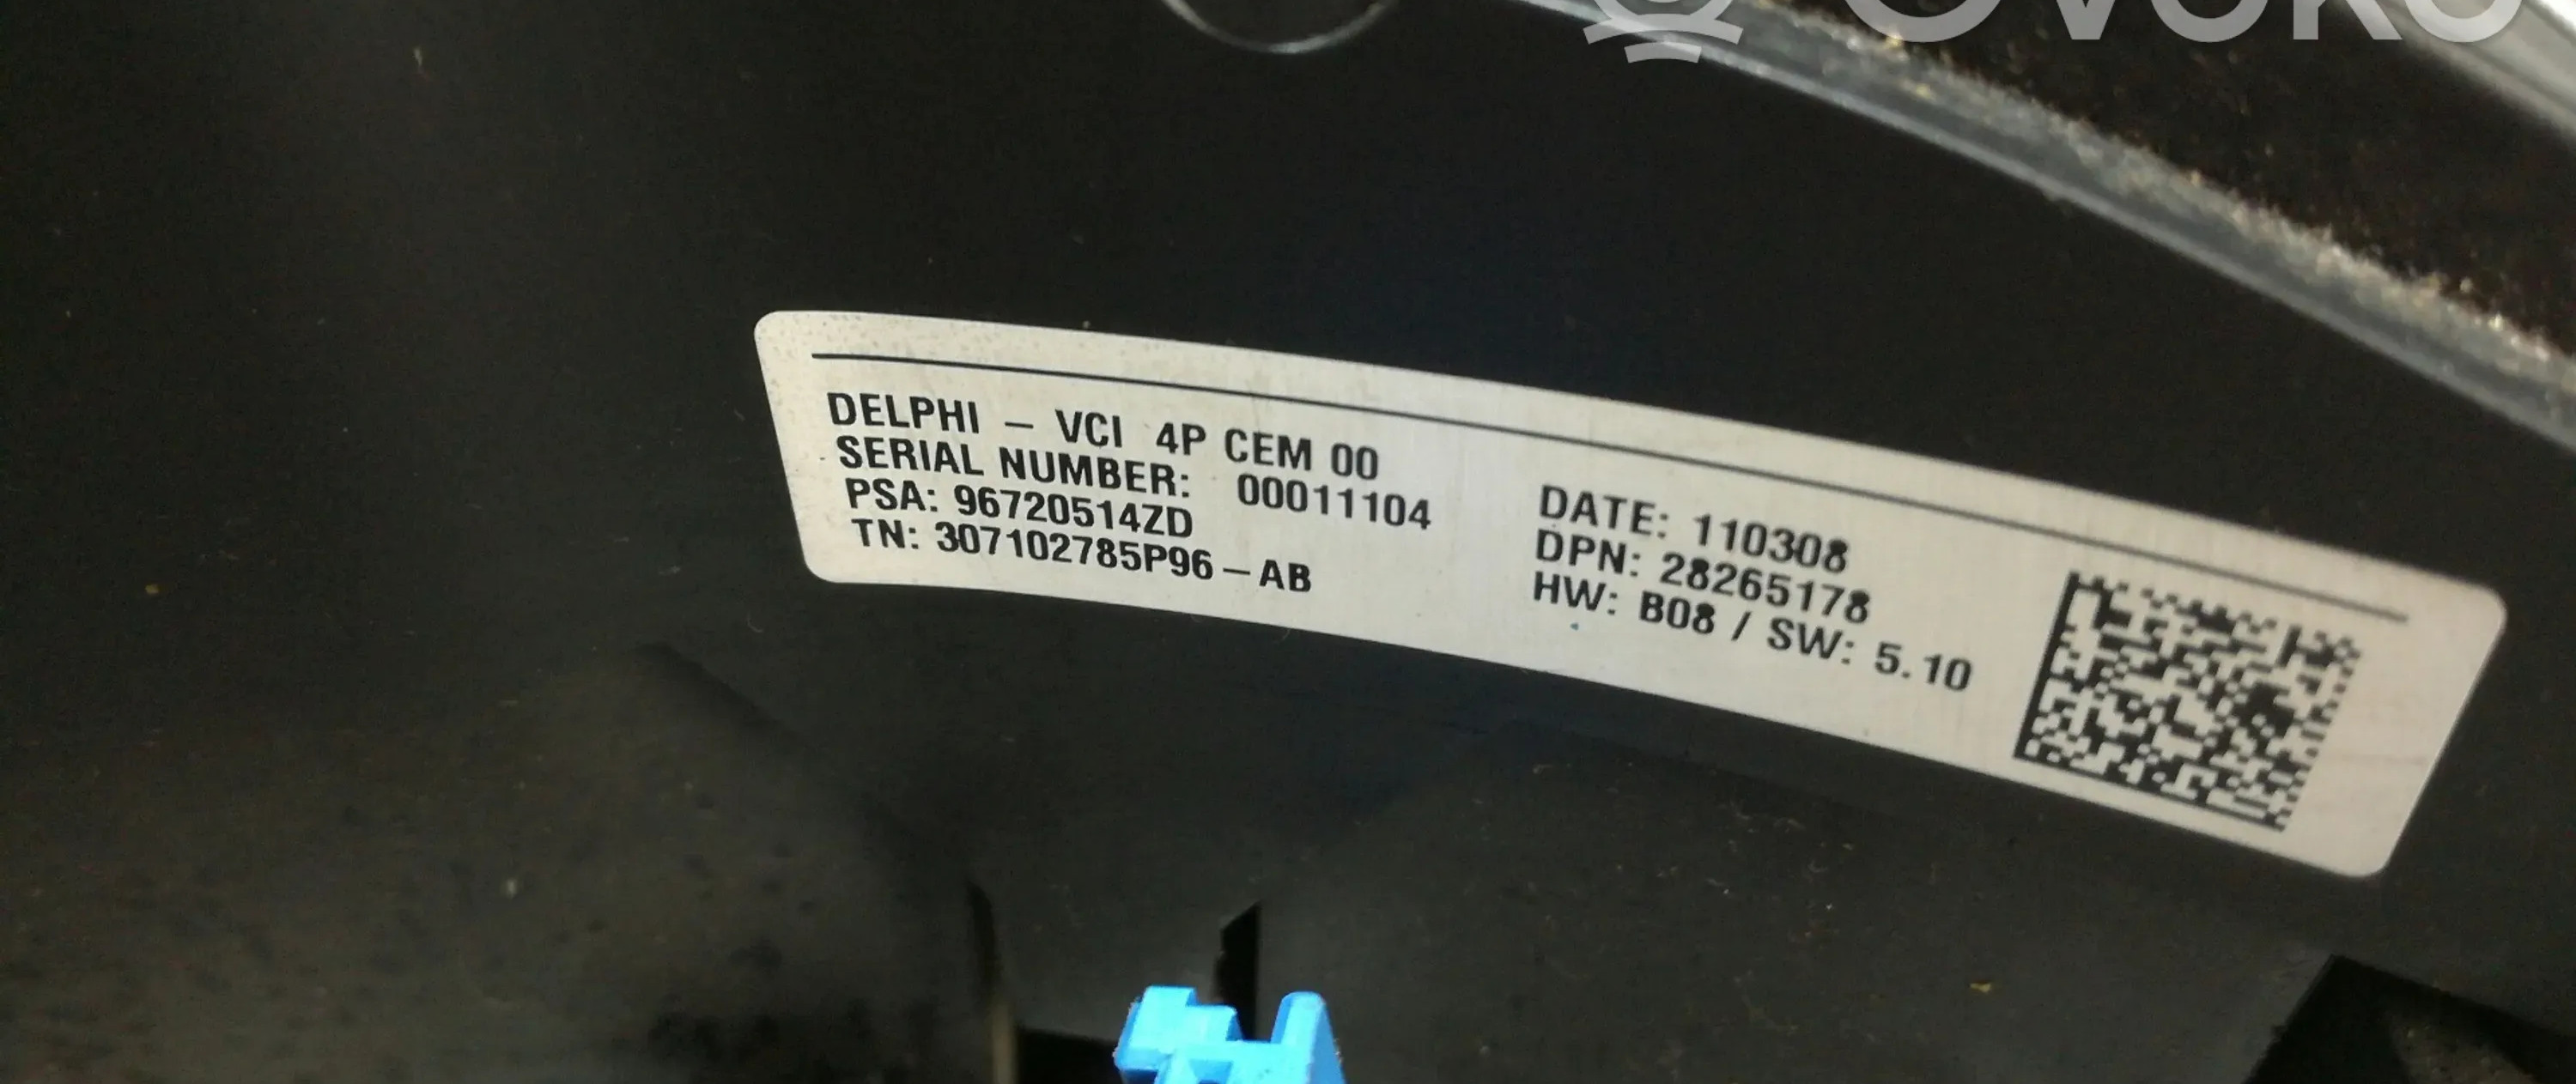 OVOKO
DELPHI – VCI 4P CEM 00
SERIAL NUMBER: 00011104
PSA: 96720514ZD
TN: 307102785P96–AB
DATE: 110308
DPN: 28265178
HW: B08 / SW: 5.10